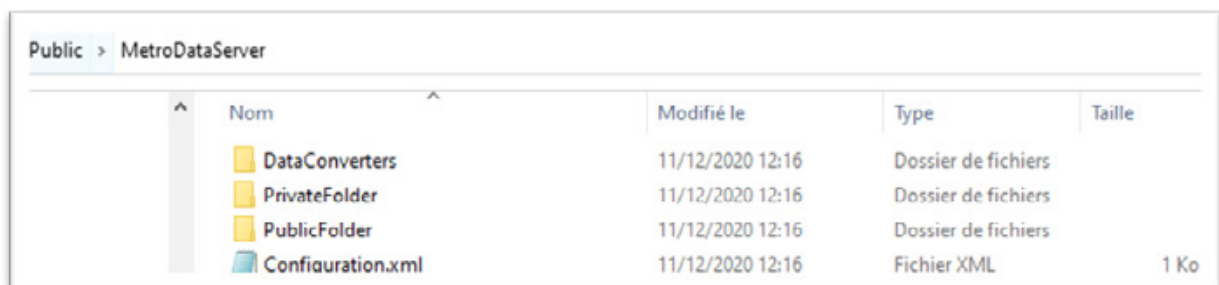 Public > MetroDataServer
Nom Modifié le Type Taille
DataConverters 11/12/2020 12:16 Dossier de fichiers
PrivateFolder 11/12/2020 12:16 Dossier de fichiers
PublicFolder 11/12/2020 12:16 Dossier de fichiers
Configuration.xml 11/12/2020 12:16 Fichier XML 1 Ko